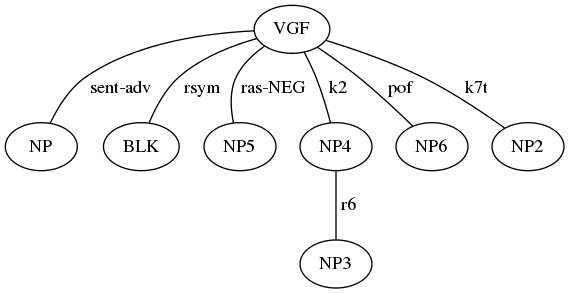 VGF
sent-adv rsym ras-NEG k2 pof k7t
NP BLK NP5 NP4 NP6 NP2
r6
NP3